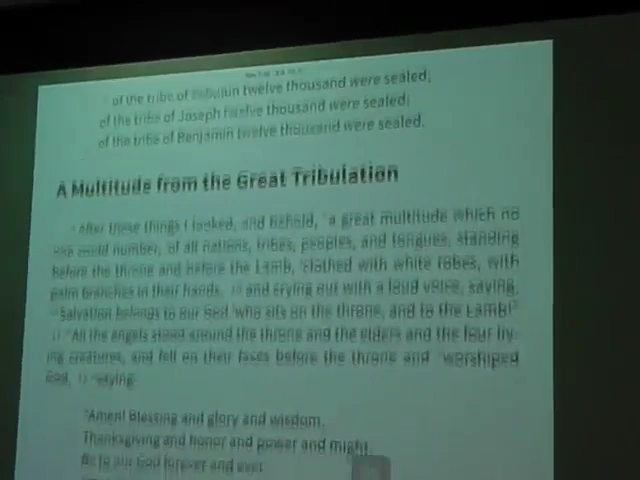 of the tribe of Zebulun twelve thousand were sealed,
of the tribe of Joseph twelve thousand were sealed;
of the tribe of Benjamin twelve thousand were sealed.
A Multitude from the Great Tribulation
After these things I looked, and behold, a great multitude which no
one could number, of all nations, tribes, peoples, and tongues, standing
before the throne and before the Lamb, clothed with white robes, with
palm branches in their hands, and crying out with a loud voice, saying,
"Salvation belongs to our God who sits on the throne, and to the Lamb!"
11 All the angels stood around the throne and the elders and the four liv-
ing creatures, and fell on their faces before the throne and worshiped
God, saying:
"Amen! Blessing and glory and wisdom,
Thanksgiving and honor and power and might,
Be to our God forever and ever.